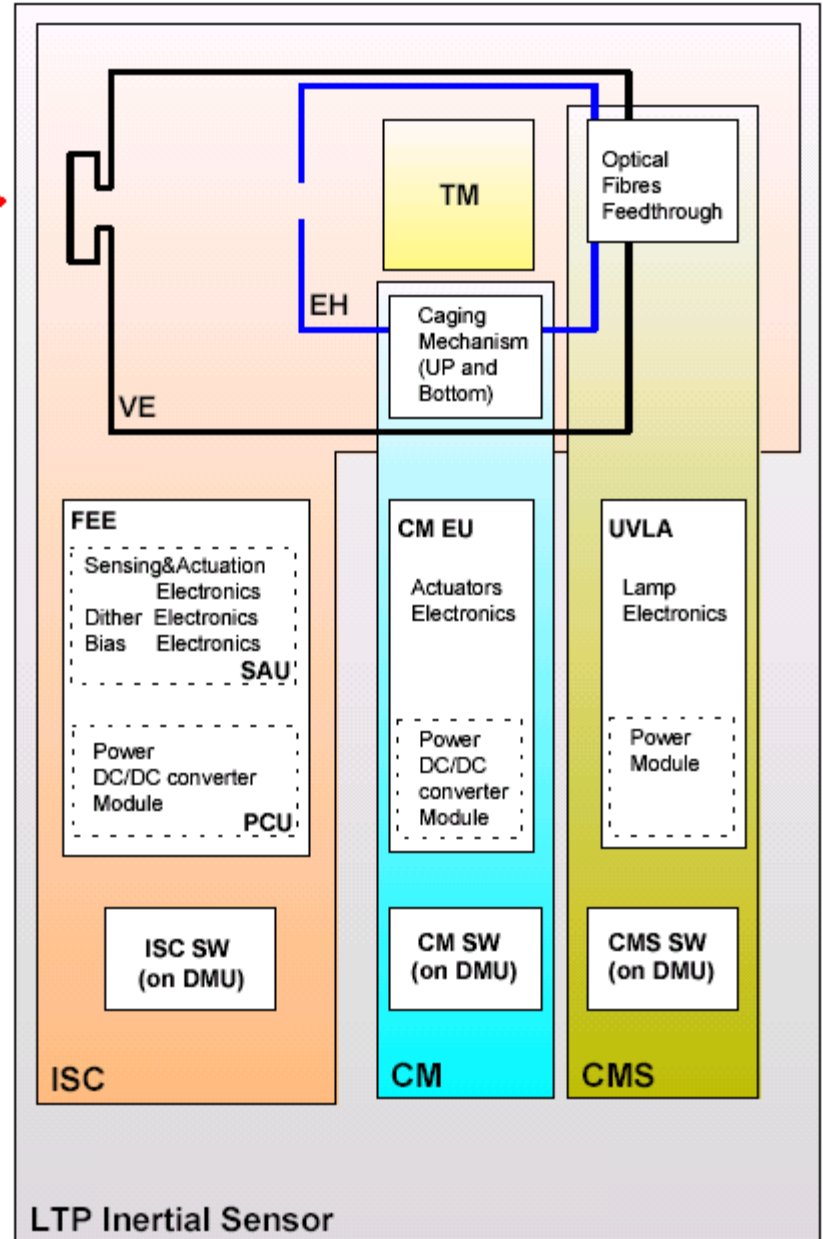 TM
Optical
Fibres
Feedthrough
EH
Caging
Mechanism
(UP and
Bottom)
VE
FEE
Sensing&Actuation
Electronics
Dither Electronics
Bias Electronics
SAU
Power
DC/DC converter
Module
PCU
CM EU
Actuators
Electronics
Power
DC/DC
converter
Module
UVLA
Lamp
Electronics
Power
Module
ISC SW
(on DMU)
CM SW
(on DMU)
CMS SW
(on DMU)
ISC
CM
CMS
LTP Inertial Sensor